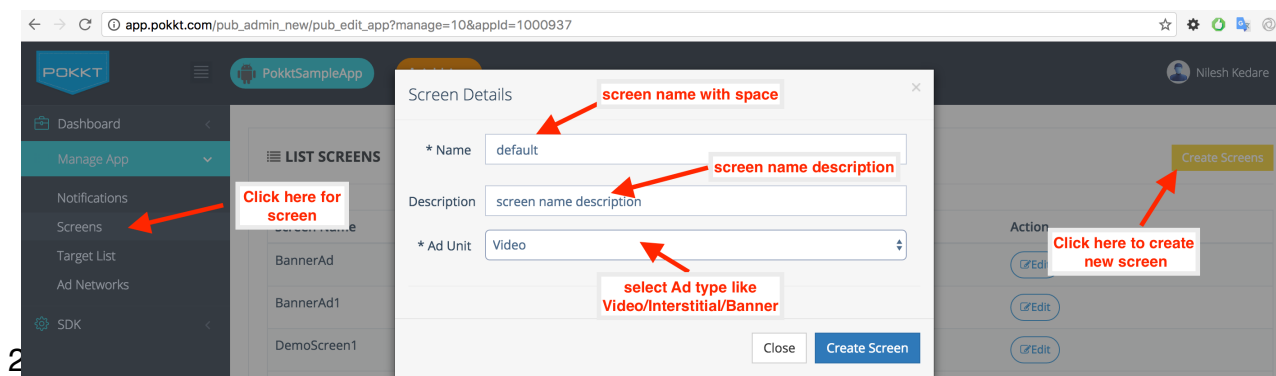 app.pokkt.com/pub_admin_new/pub_edit_app?manage=10&appId=1000937
POKKT
PokktSampleApp
Nilesh Kedare
Screen Details
×
screen name with space
Dashboard
Manage App
Notifications
Screens
Target List
Ad Networks
SDK
Click here for
screen
LIST SCREENS
* Name
default
screen name description
Description
screen name description
* Ad Unit
Video
select Ad type like
Video/Interstitial/Banner
Close
Create Screen
Create Screens
Screen Name
Action
Click here to create
new screen
BannerAd
Edit
BannerAd1
Edit
DemoScreen1
Edit
2